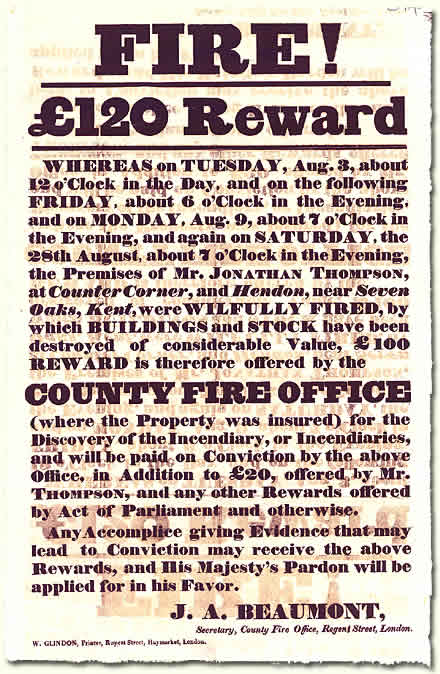 FIRE!
£120 Reward
WHEREAS on TUESDAY, Aug. 3, about
12 o'Clock in the Day, and on the following
FRIDAY, about 6 o'Clock in the Evening,
and on MONDAY, Aug. 9, about 7 o'Clock in
the Evening, and again on SATURDAY, the
28th August, about 7 o'Clock in the Evening,
the Premises of Mr. JONATHAN THOMPSON,
at Counter Corner, and Hendon, near Seven
Oaks, Kent, were WILFULLY FIRED, by
which BUILDINGS and STOCK have been
destroyed of considerable Value, £100
REWARD is therefore offered by the
COUNTY FIRE OFFICE
(where the Property was insured) for the
Discovery of the Incendiary, or Incendiaries,
and will be paid, on Conviction by the above
Office, in Addition to £20, offered by Mr.
THOMPSON, and any other Rewards offered
by Act of Parliament and otherwise.
Any Accomplice giving Evidence that may
lead to Conviction may receive the above
Rewards, and His Majesty's Pardon will be
applied for in his Favor.
J. A. BEAUMONT,
Secretary, County Fire Office, Regent Street, London.
W. GLINDON, Printer, Rupert Street, Haymarket, London.